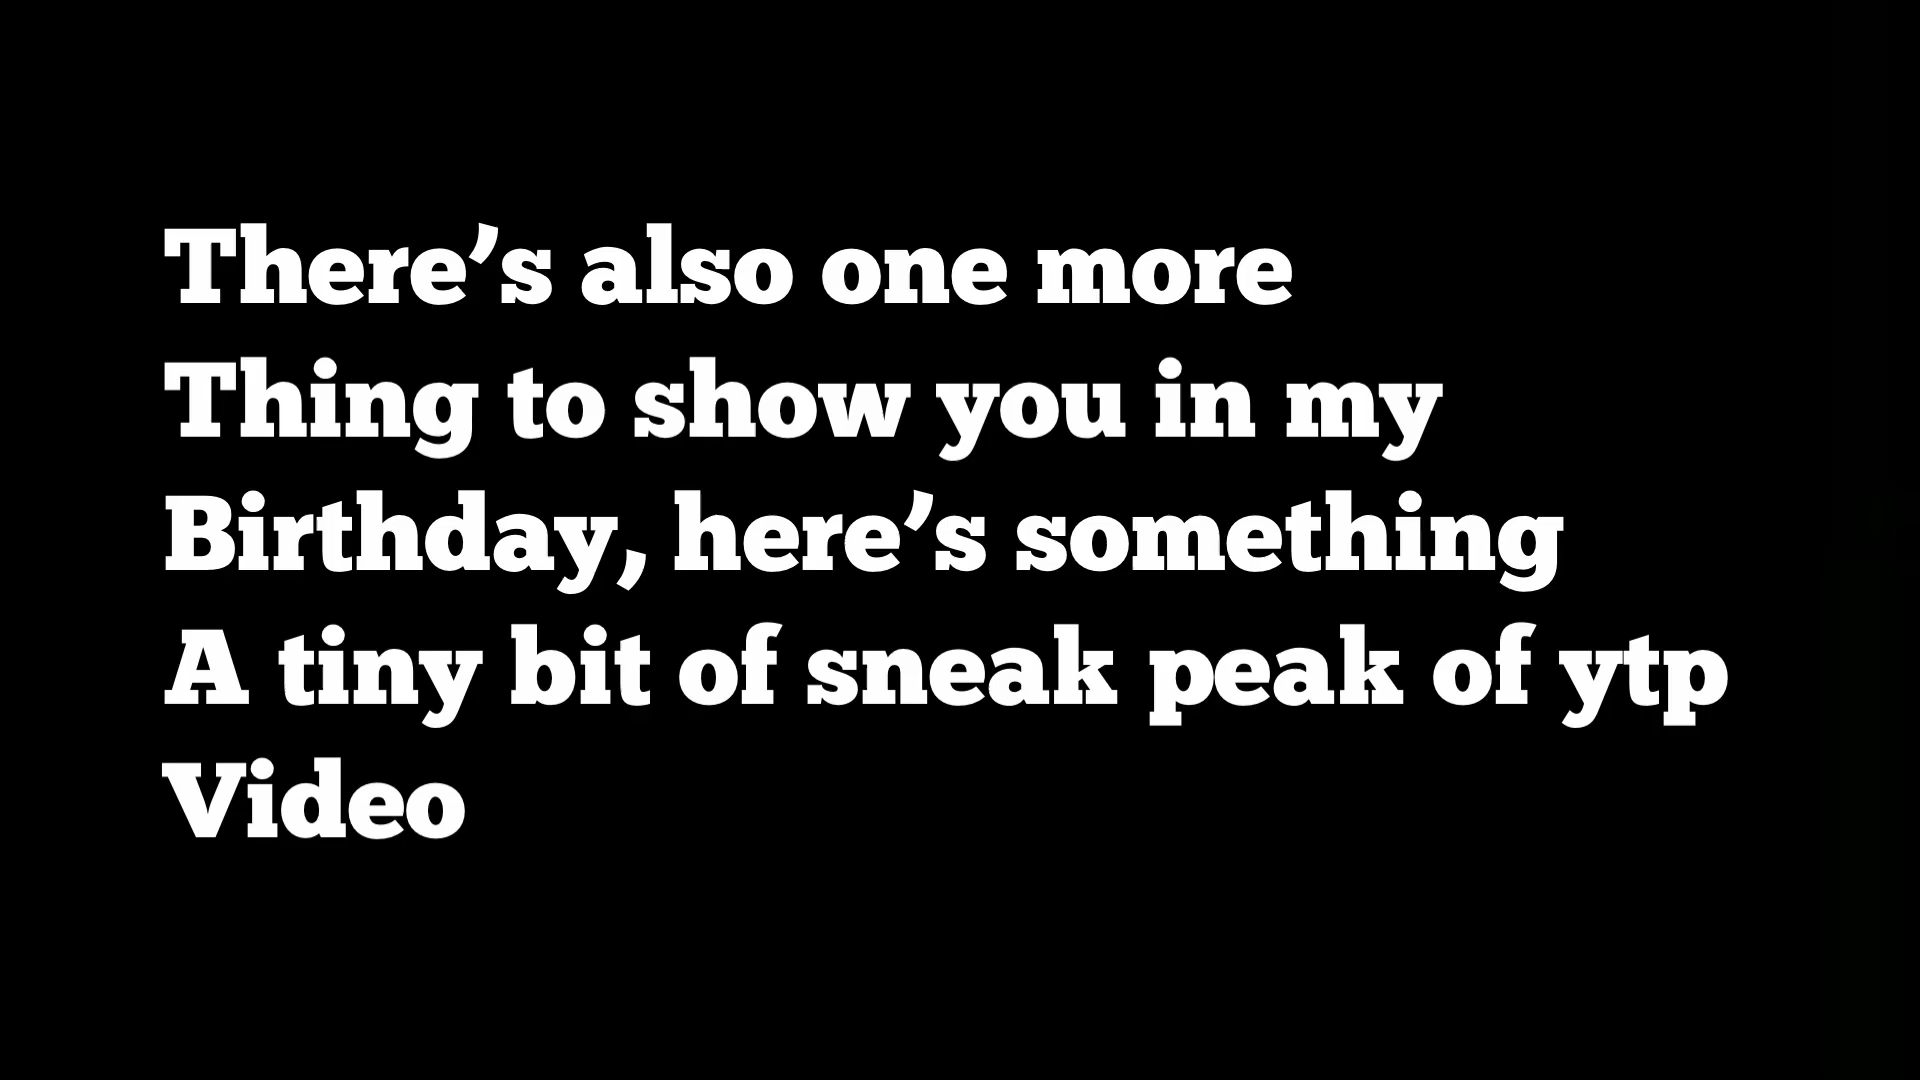 There’s also one more
Thing to show you in my
Birthday, here’s something
A tiny bit of sneak peak of ytp
Video